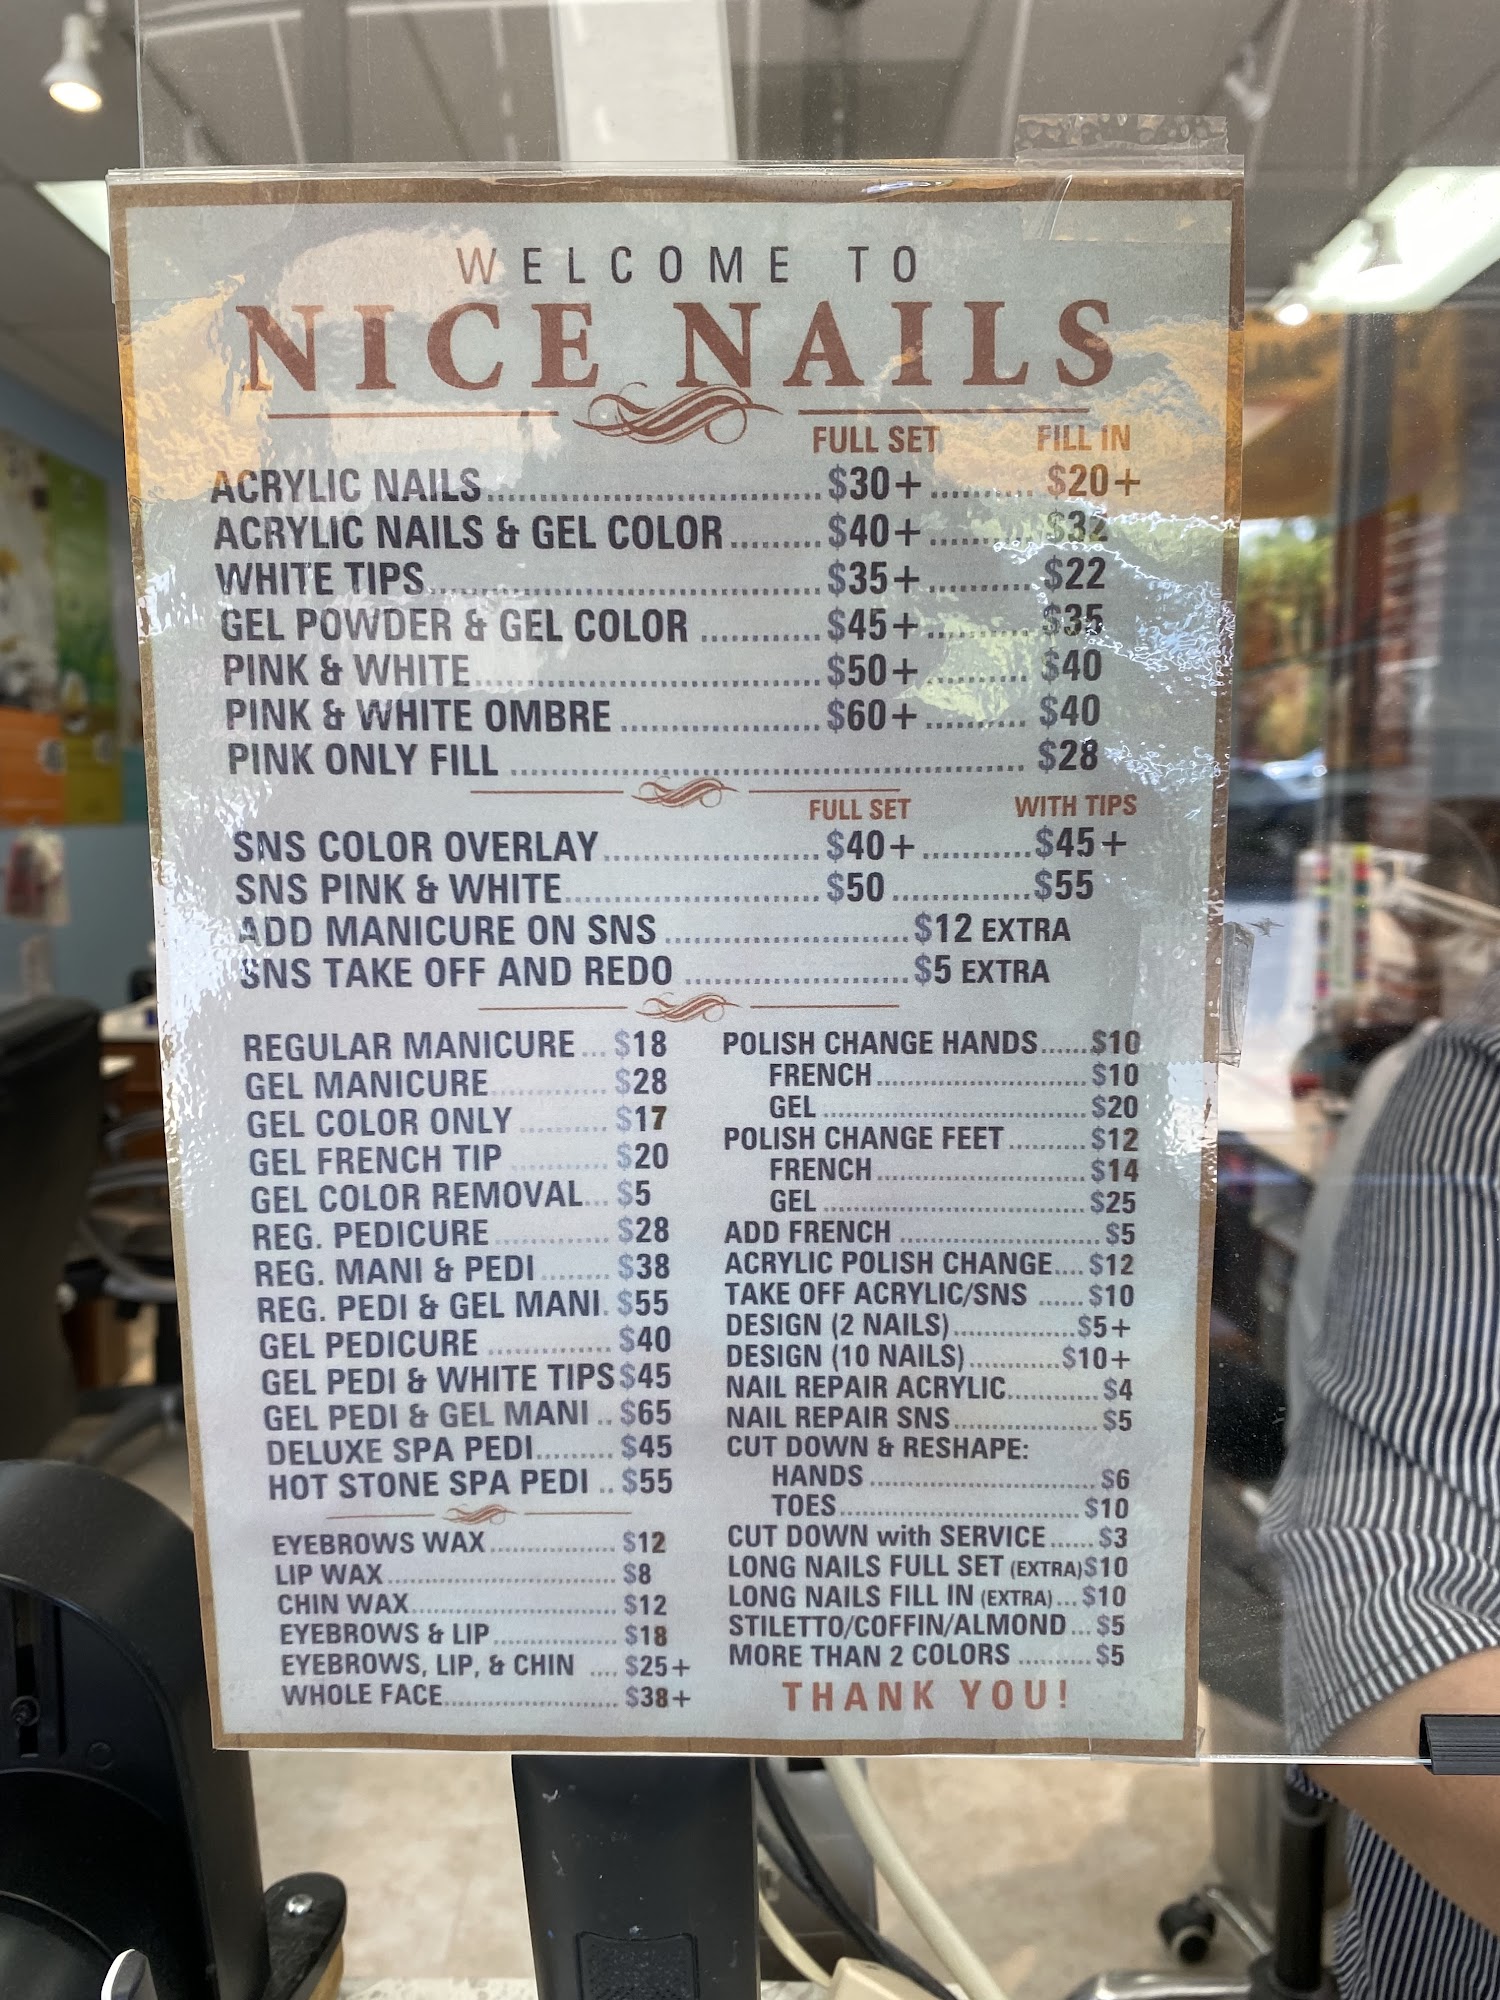 WELCOME TO
NICE NAILS
FULL SET FILL IN
ACRYLIC NAILS $30+ $20+
ACRYLIC NAILS & GEL COLOR $40+ $32
WHITE TIPS $35+ $22
GEL POWDER & GEL COLOR $45+ $35
PINK & WHITE $50+ $40
PINK & WHITE OMBRE $60+ $40
PINK ONLY FILL $28
FULL SET WITH TIPS
SNS COLOR OVERLAY $40+ $45+
SNS PINK & WHITE $50 $55
ADD MANICURE ON SNS $12 EXTRA
SNS TAKE OFF AND REDO $5 EXTRA
REGULAR MANICURE $18
GEL MANICURE $28
GEL COLOR ONLY $17
GEL FRENCH TIP $20
GEL COLOR REMOVAL $5
REG. PEDICURE $28
REG. MANI & PEDI $38
REG. PEDI & GEL MANI $55
GEL PEDICURE $40
GEL PEDI & WHITE TIPS $45
GEL PEDI & GEL MANI $65
DELUXE SPA PEDI $45
HOT STONE SPA PEDI $55
EYEBROWS WAX $12
LIP WAX $8
CHIN WAX $12
EYEBROWS & LIP $18
EYEBROWS, LIP, & CHIN $25+
WHOLE FACE $38+
POLISH CHANGE HANDS $10
FRENCH $10
GEL $20
POLISH CHANGE FEET $12
FRENCH $14
GEL $25
ADD FRENCH $5
ACRYLIC POLISH CHANGE $12
TAKE OFF ACRYLIC/SNS $10
DESIGN (2 NAILS) $5+
DESIGN (10 NAILS) $10+
NAIL REPAIR ACRYLIC $4
NAIL REPAIR SNS $5
CUT DOWN & RESHAPE:
HANDS $6
TOES $10
CUT DOWN with SERVICE $3
LONG NAILS FULL SET (EXTRA) $10
LONG NAILS FILL IN (EXTRA) $10
STILETTO/COFFIN/ALMOND $5
MORE THAN 2 COLORS $5
THANK YOU!